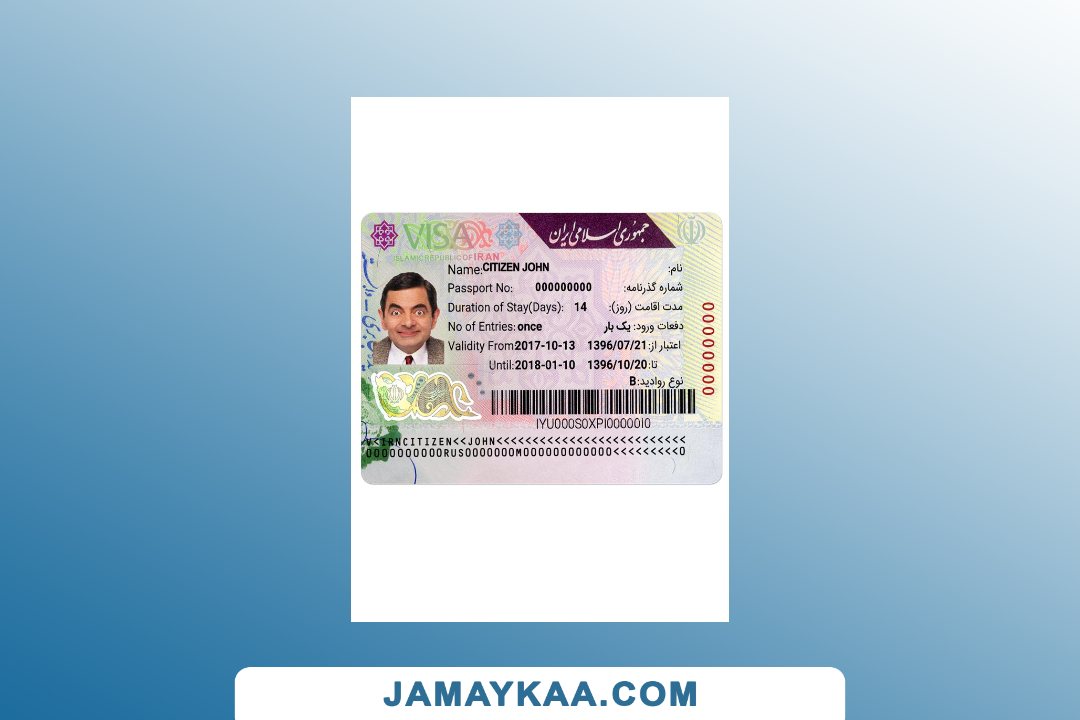 VISA
جمهوری اسلامی ایران
ISLAMIC REPUBLIC OF IRAN
Name: CITIZEN JOHN نام:
Passport No: 000000000 شماره گذرنامه:
Duration of Stay(Days): 14 مدت اقامت (روز):
No of Entries: once دفعات ورود: یک بار
Validity From: 2017-10-13 1396/07/21 اعتبار از:
Until: 2018-01-10 1396/10/20 تا:
نوع روادید: B
00000000
IYU000S0XPI0000010
V<IRNCITIZEN<<JOHN<<<<<<<<<<<<<<<<<<<<<<<<<<
0000000000RUS0000000M000000000000<<<<<<<<<0
JAMAYKAA.COM